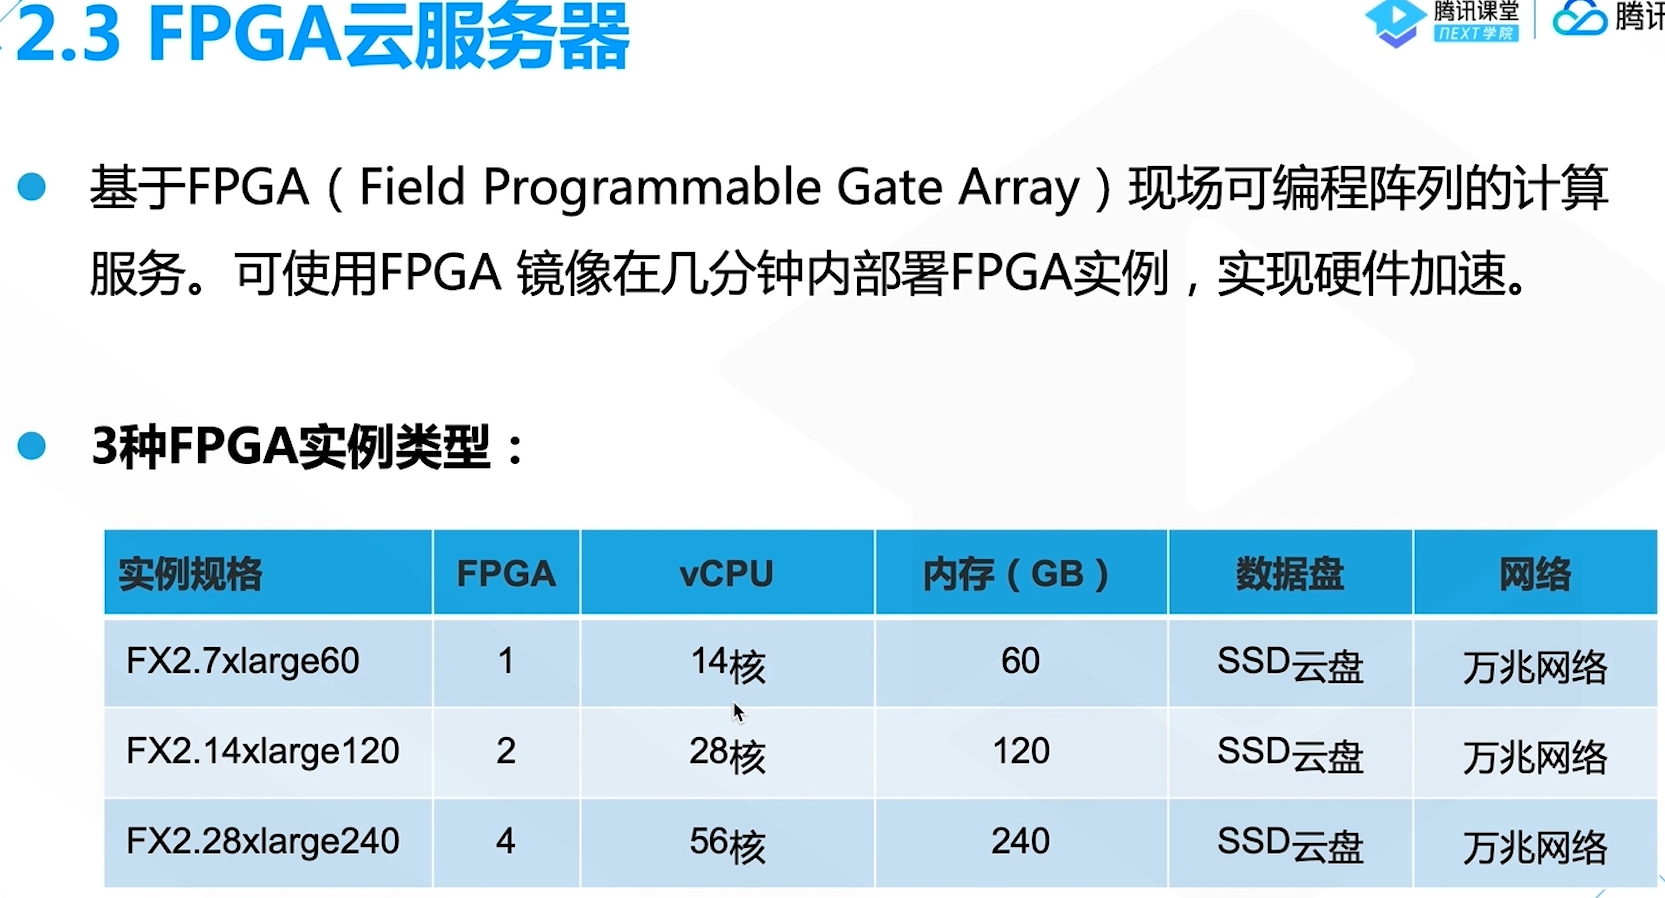 2.3 FPGA云服务器
腾讯课堂
NEXT学院
腾讯
基于FPGA（Field Programmable Gate Array）现场可编程阵列的计算
服务。可使用FPGA 镜像在几分钟内部署FPGA实例，实现硬件加速。
3种FPGA实例类型：
实例规格 FPGA vCPU 内存（GB） 数据盘 网络
FX2.7xlarge60 1 14核 60 SSD云盘 万兆网络
FX2.14xlarge120 2 28核 120 SSD云盘 万兆网络
FX2.28xlarge240 4 56核 240 SSD云盘 万兆网络